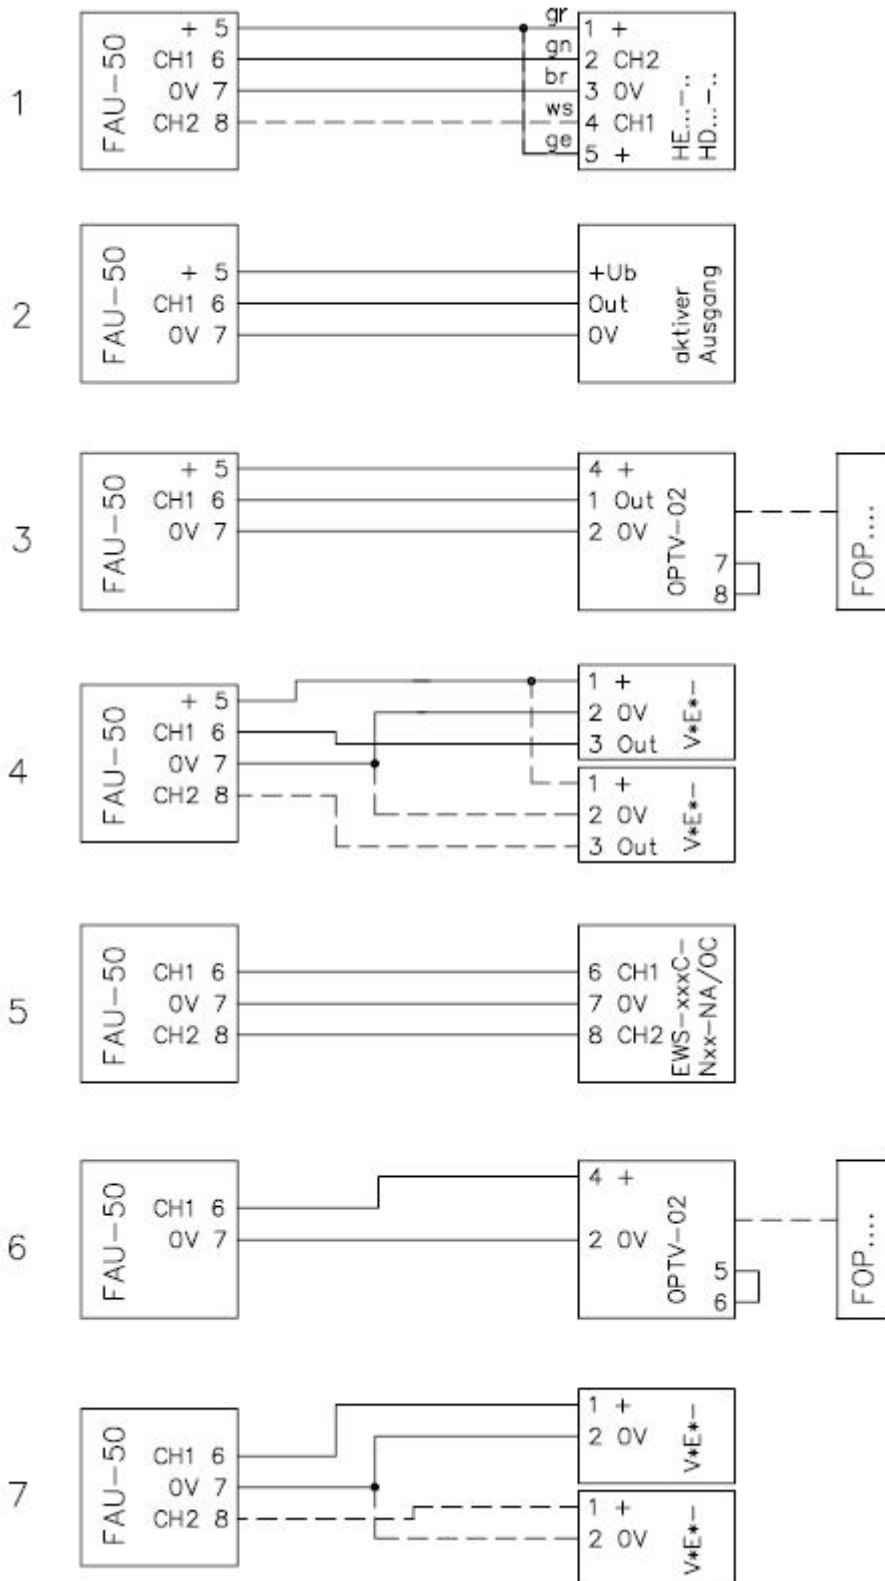 1
FAU-50
+ 5
CH1 6
0V 7
CH2 8
gr
gn
br
ws
ge
1 +
2 CH2
3 0V
4 CH1
5 +
HE...-..
HD...-..
2
FAU-50
+ 5
CH1 6
0V 7
+Ub
Out
0V
aktiver
Ausgang
3
FAU-50
+ 5
CH1 6
0V 7
4 +
1 Out
2 0V
OPTV-02
7
8
FOP....
4
FAU-50
+ 5
CH1 6
0V 7
CH2 8
1 +
2 0V
3 Out
V*E*-
1 +
2 0V
3 Out
V*E*-
5
FAU-50
CH1 6
0V 7
CH2 8
6 CH1
7 0V
8 CH2
EWS-xxxC-
Nxx-NA/OC
6
FAU-50
CH1 6
0V 7
4 +
2 0V
OPTV-02
5
6
FOP....
7
FAU-50
CH1 6
0V 7
CH2 8
1 +
2 0V
V*E*-
1 +
2 0V
V*E*-